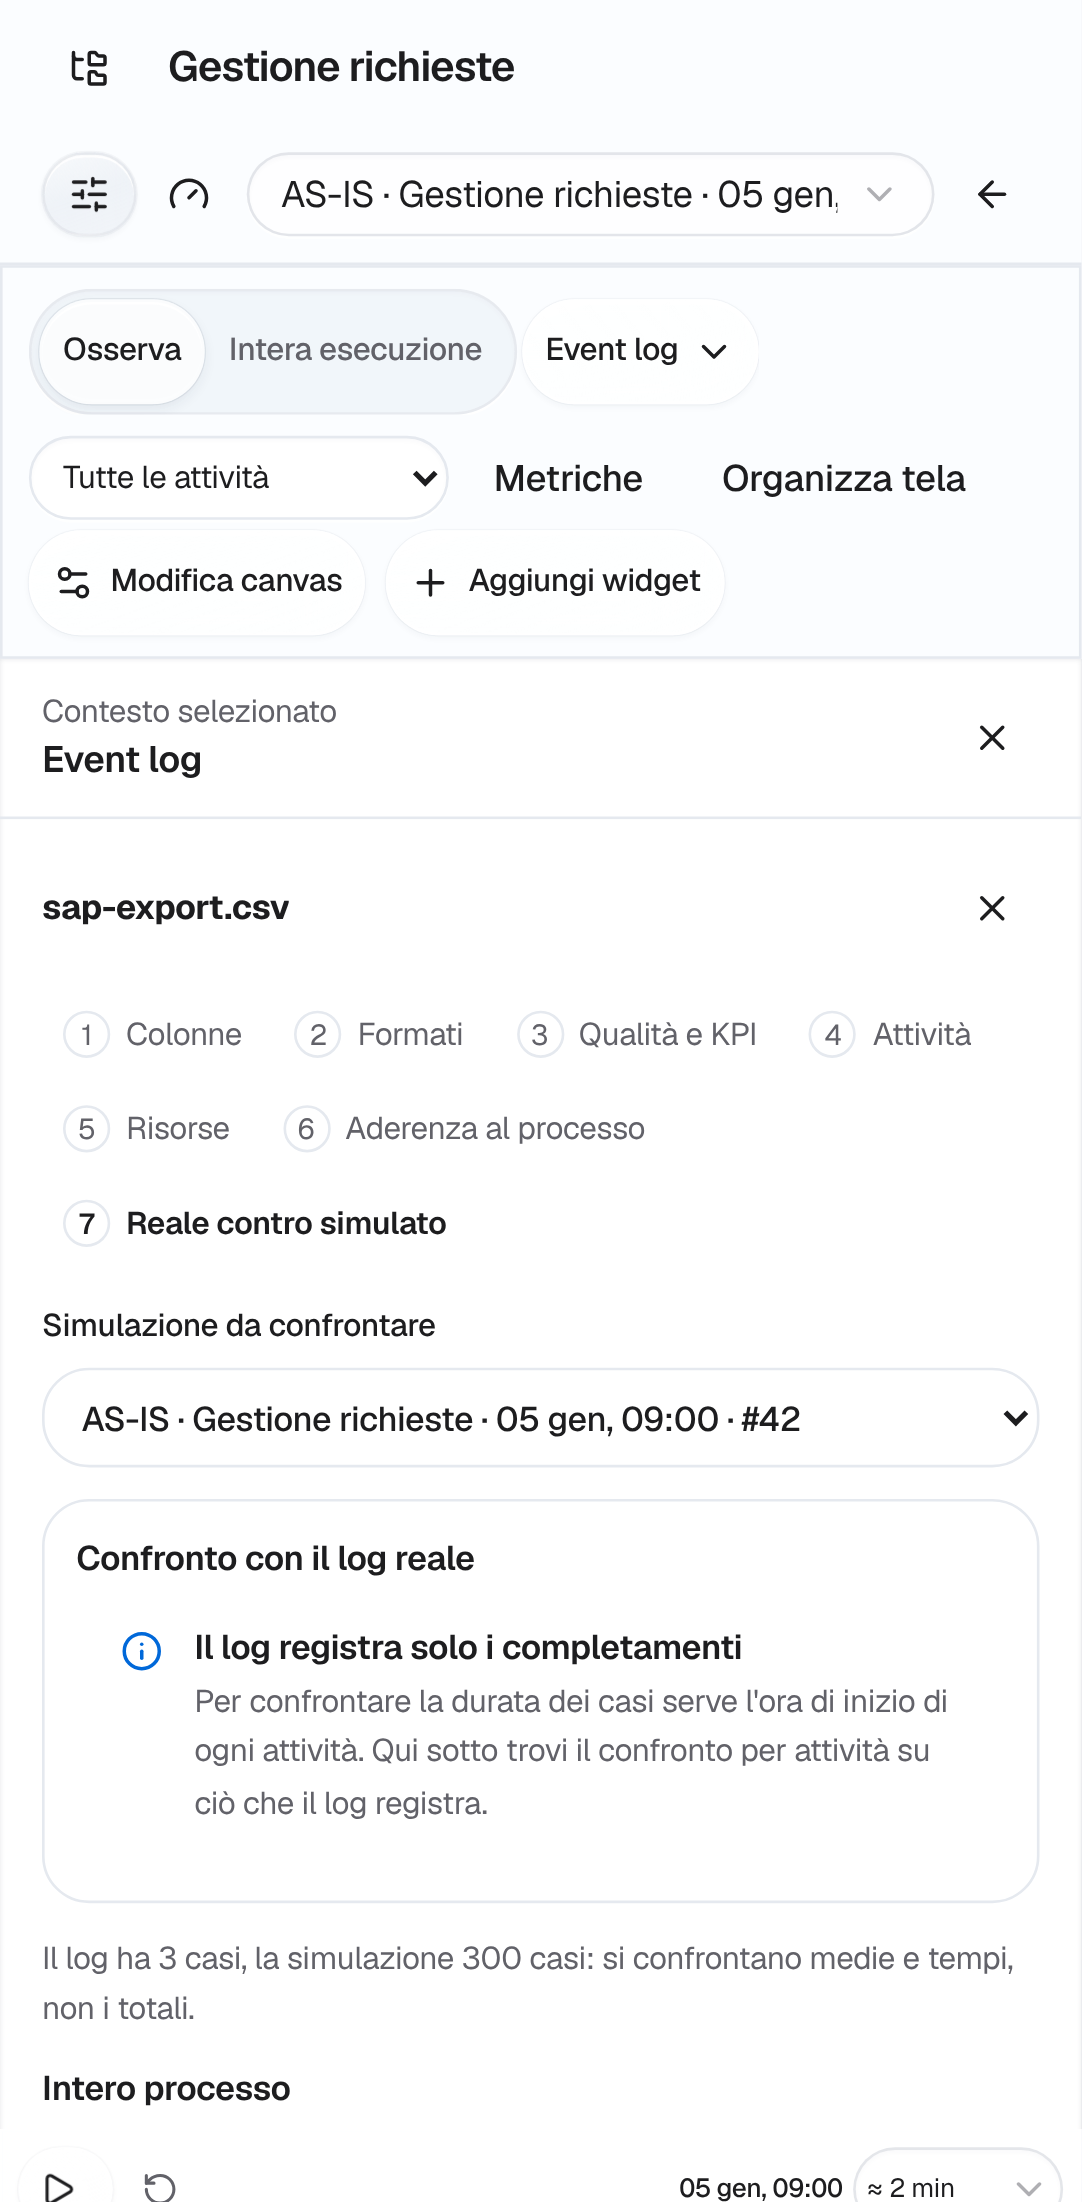 Gestione richieste
AS-IS · Gestione richieste · 05 gen,
Osserva
Intera esecuzione
Event log
Tutte le attività
Metriche
Organizza tela
Modifica canvas
Aggiungi widget
Contesto selezionato
Event log
sap-export.csv
1 Colonne
2 Formati
3 Qualità e KPI
4 Attività
5 Risorse
6 Aderenza al processo
7 Reale contro simulato
Simulazione da confrontare
AS-IS · Gestione richieste · 05 gen, 09:00 · #42
Confronto con il log reale
Il log registra solo i completamenti
Per confrontare la durata dei casi serve l'ora di inizio di
ogni attività. Qui sotto trovi il confronto per attività su
ciò che il log registra.
Il log ha 3 casi, la simulazione 300 casi: si confrontano medie e tempi,
non i totali.
Intero processo
05 gen, 09:00
≈ 2 min